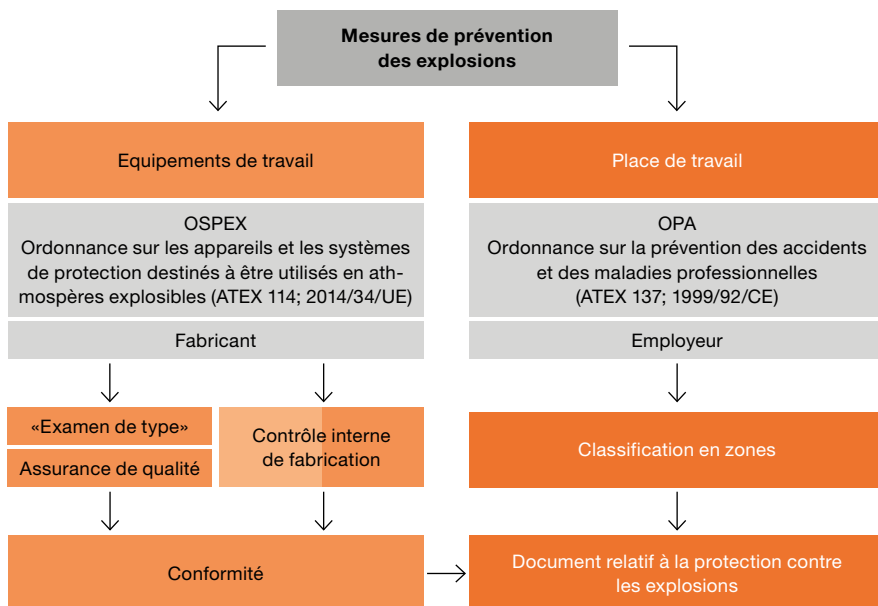 Mesures de prévention
des explosions
Equipements de travail
Place de travail
OSPEX
Ordonnance sur les appareils et les systèmes
de protection destinés à être utilisés en ath-
mospères explosibles (ATEX 114; 2014/34/UE)
OPA
Ordonnance sur la prévention des accidents
et des maladies professionnelles
(ATEX 137; 1999/92/CE)
Fabricant
Employeur
«Examen de type»
Assurance de qualité
Contrôle interne
de fabrication
Classification en zones
Conformité
Document relatif à la protection contre
les explosions